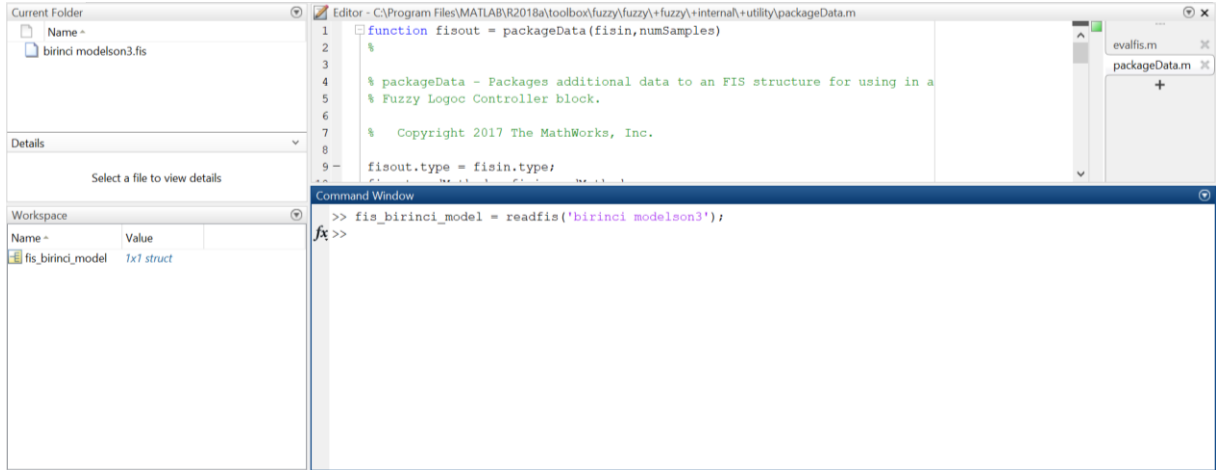 Current Folder
Name
birinci modelson3.fis
Details
Select a file to view details
Workspace
Name Value
fis_birinci_model 1x1 struct
Editor - C:\Program Files\MATLAB\R2018a\toolbox\fuzzy\fuzzy\+fuzzy\+internal\+utility\packageData.m
1 function fisout = packageData(fisin,numSamples)
2 %
3
4 % packageData - Packages additional data to an FIS structure for using in a
5 % Fuzzy Logoc Controller block.
6
7 % Copyright 2017 The MathWorks, Inc.
8
9 fisout.type = fisin.type;
evalfis.m
packageData.m
+
Command Window
>> fis_birinci_model = readfis('birinci modelson3');
fx >>